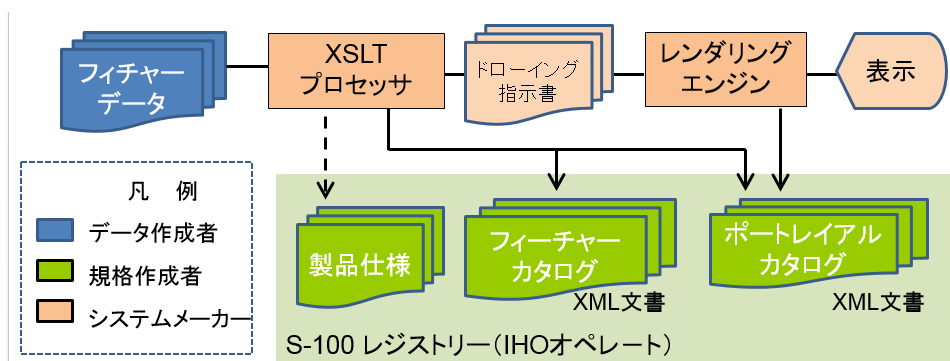 フィチャー
データ
XSLT
プロセッサ
ドローイング
指示書
レンダリング
エンジン
表示
凡 例
データ作成者
規格作成者
システムメーカー
製品仕様
フィーチャー
カタログ
XML文書
ポートレイアル
カタログ
XML文書
S-100 レジストリー（IHOオペレート）